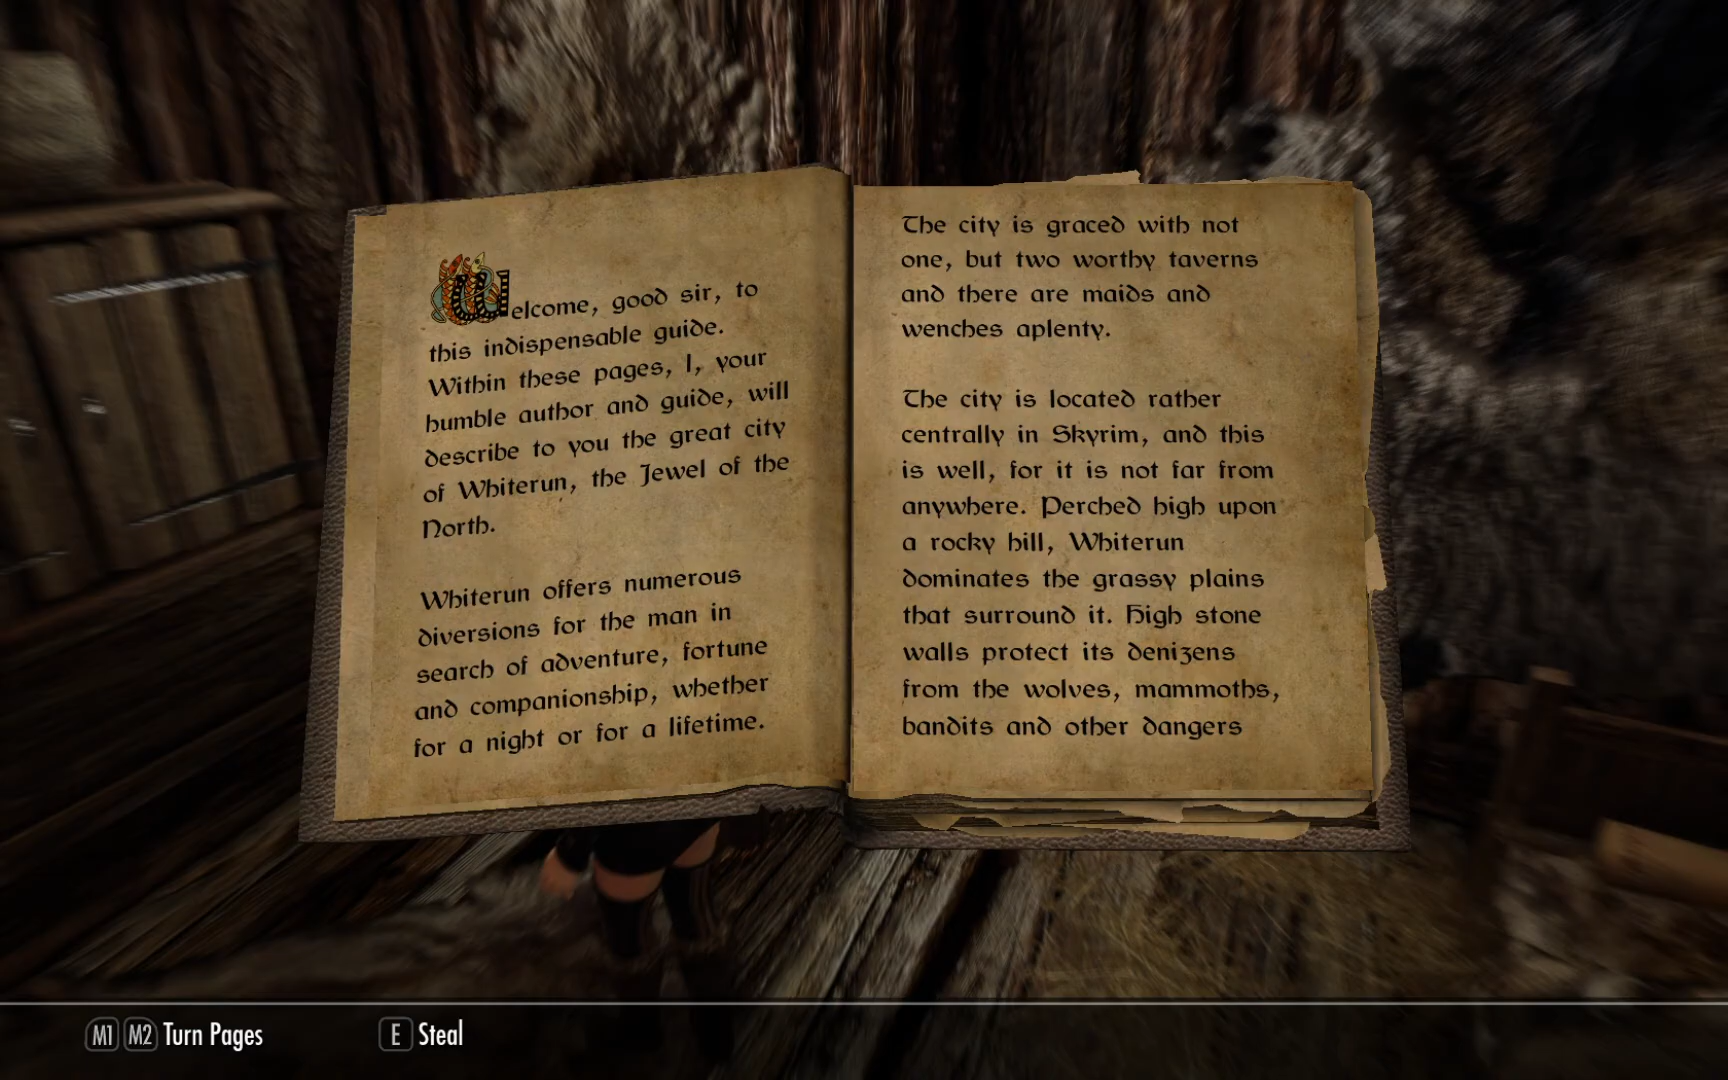 Welcome, good sir, to
this indispensable guide.
Within these pages, I, your
humble author and guide, will
describe to you the great city
of Whiterun, the Jewel of the
North.
Whiterun offers numerous
diversions for the man in
search of adventure, fortune
and companionship, whether
for a night or for a lifetime.
The city is graced with not
one, but two worthy taverns
and there are maids and
wenches aplenty.
The city is located rather
centrally in Skyrim, and this
is well, for it is not far from
anywhere. Perched high upon
a rocky hill, Whiterun
dominates the grassy plains
that surround it. High stone
walls protect its denizens
from the wolves, mammoths,
bandits and other dangers
M1 M2 Turn Pages
E Steal